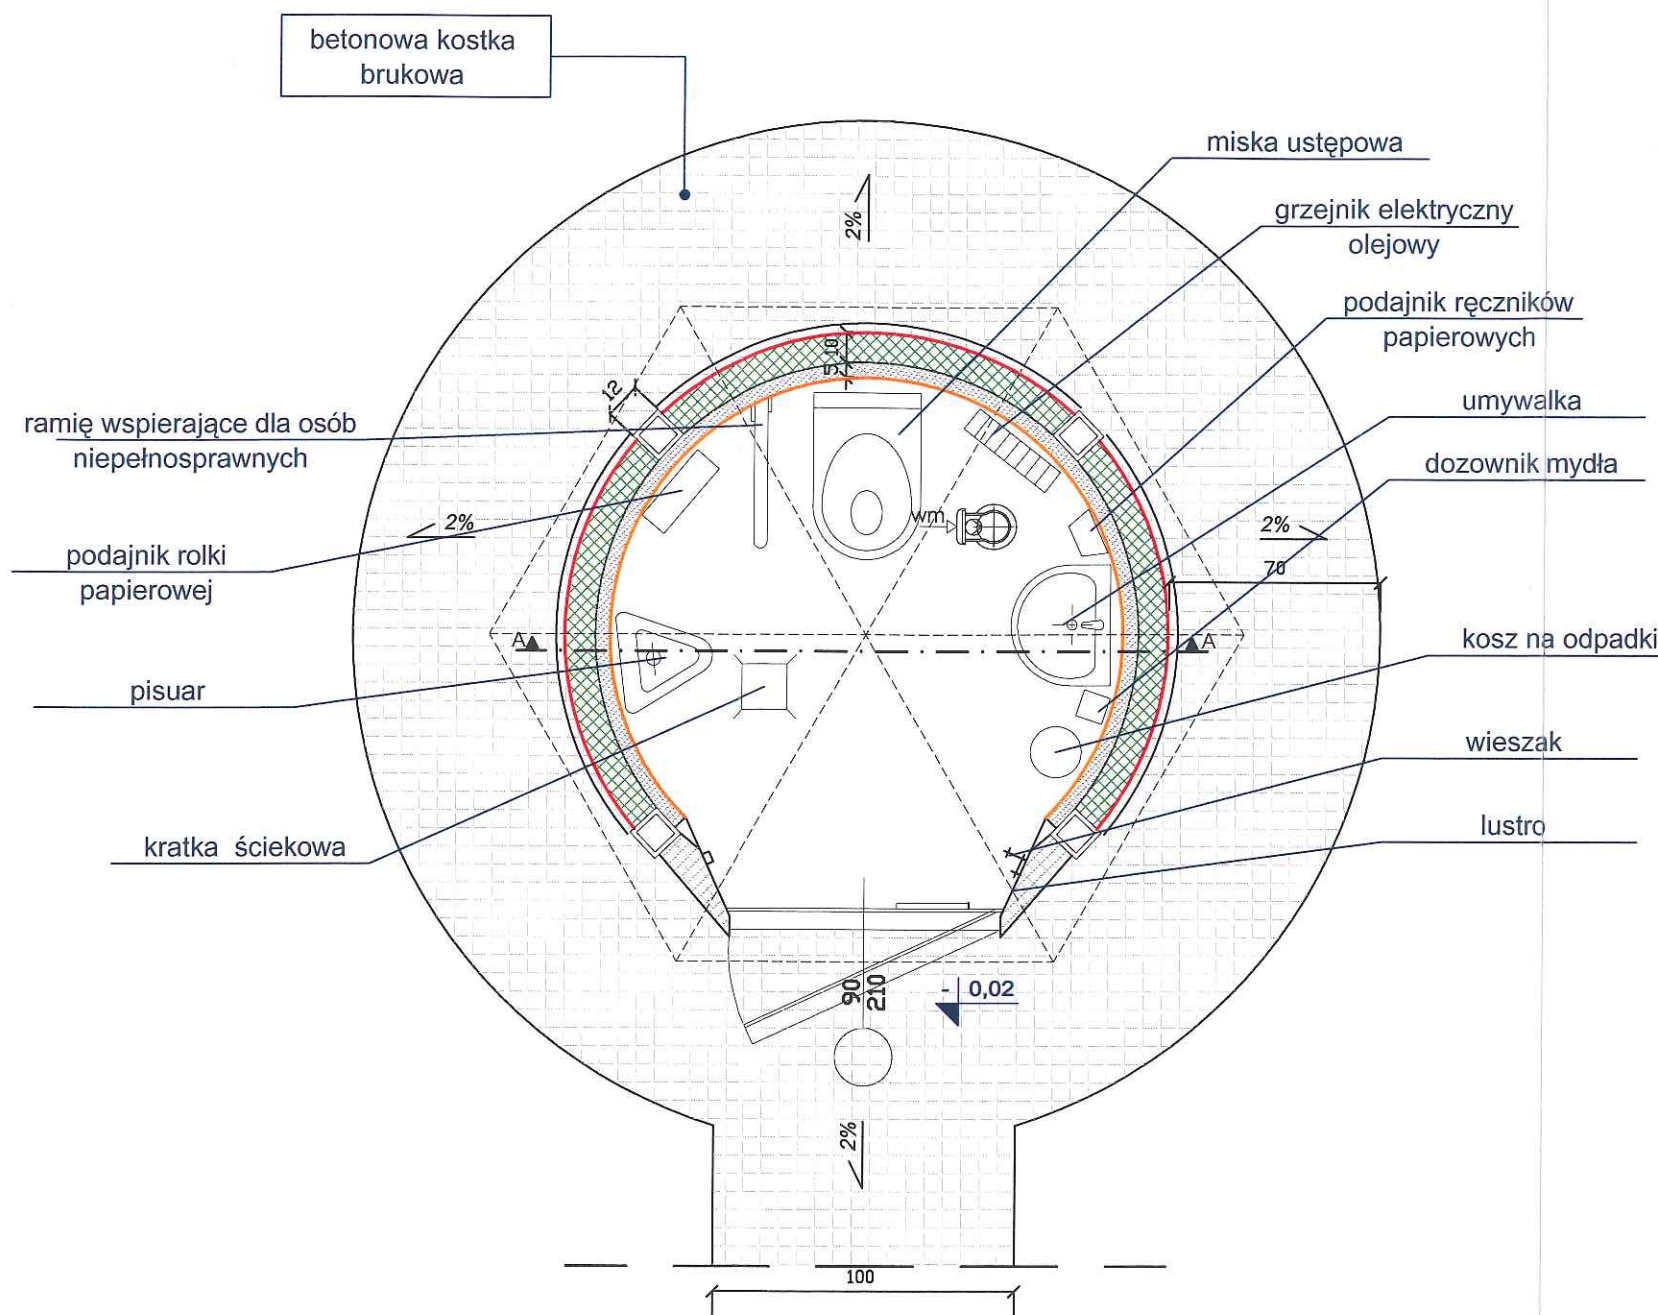 betonowa kostka
brukowa
miska ustępowa
2%
grzejnik elektryczny
olejowy
podajnik ręczników
papierowych
10
5
12
ramię wspierające dla osób
niepełnosprawnych
umywalka
dozownik mydła
wm
2%
2%
podajnik rolki
papierowej
70
A
A
kosz na odpadki
pisuar
wieszak
kratka ściekowa
lustro
90
210
- 0,02
2%
100